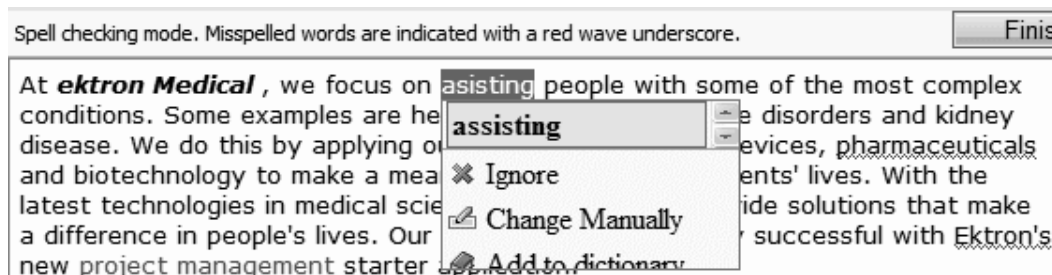 Spell checking mode. Misspelled words are indicated with a red wave underscore.
Finis
At ektron Medical , we focus on asisting people with some of the most complex
conditions. Some examples are he
assisting
e disorders and kidney
disease. We do this by applying
evices, pharmaceuticals
and biotechnology to make a mea
Ignore
ents' lives. With the
latest technologies in medical scie
Change Manually
ide solutions that make
a difference in people's lives. Our
successful with Ektron's
new project management starter
Add to dictionary